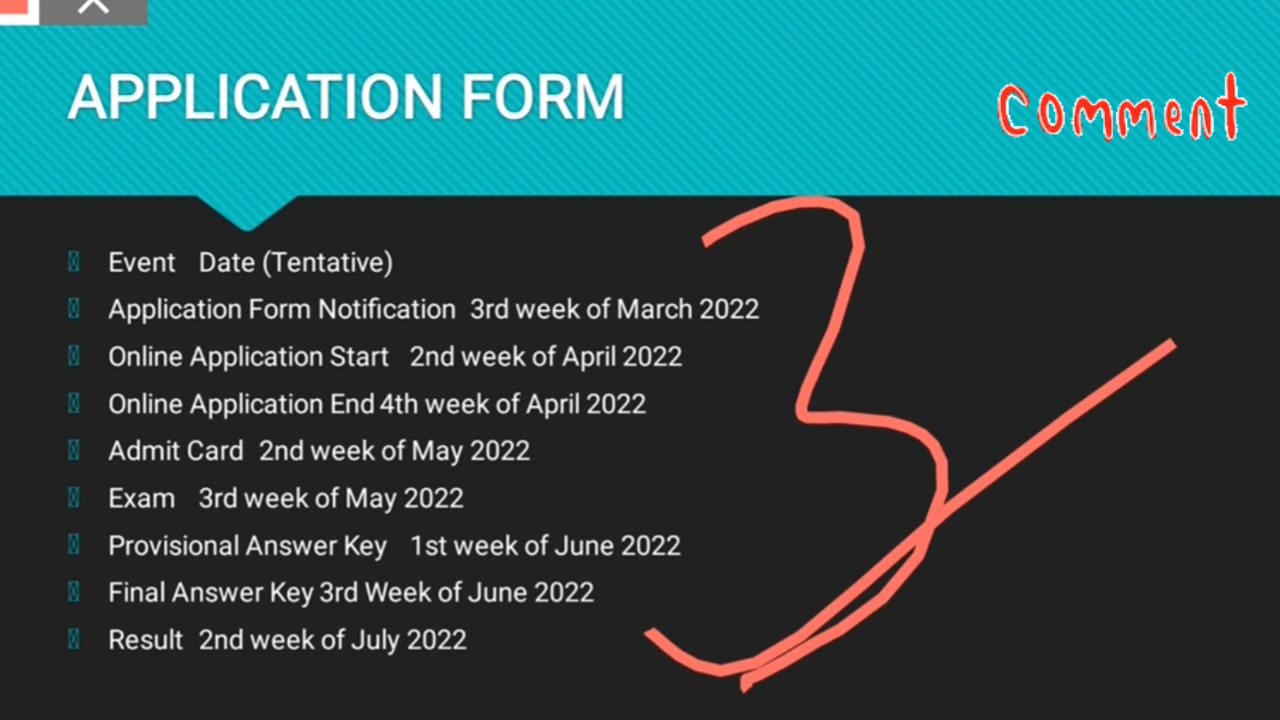 APPLICATION FORM
comment
Event Date (Tentative)
Application Form Notification 3rd week of March 2022
Online Application Start 2nd week of April 2022
Online Application End 4th week of April 2022
Admit Card 2nd week of May 2022
Exam 3rd week of May 2022
Provisional Answer Key 1st week of June 2022
Final Answer Key 3rd Week of June 2022
Result 2nd week of July 2022
3